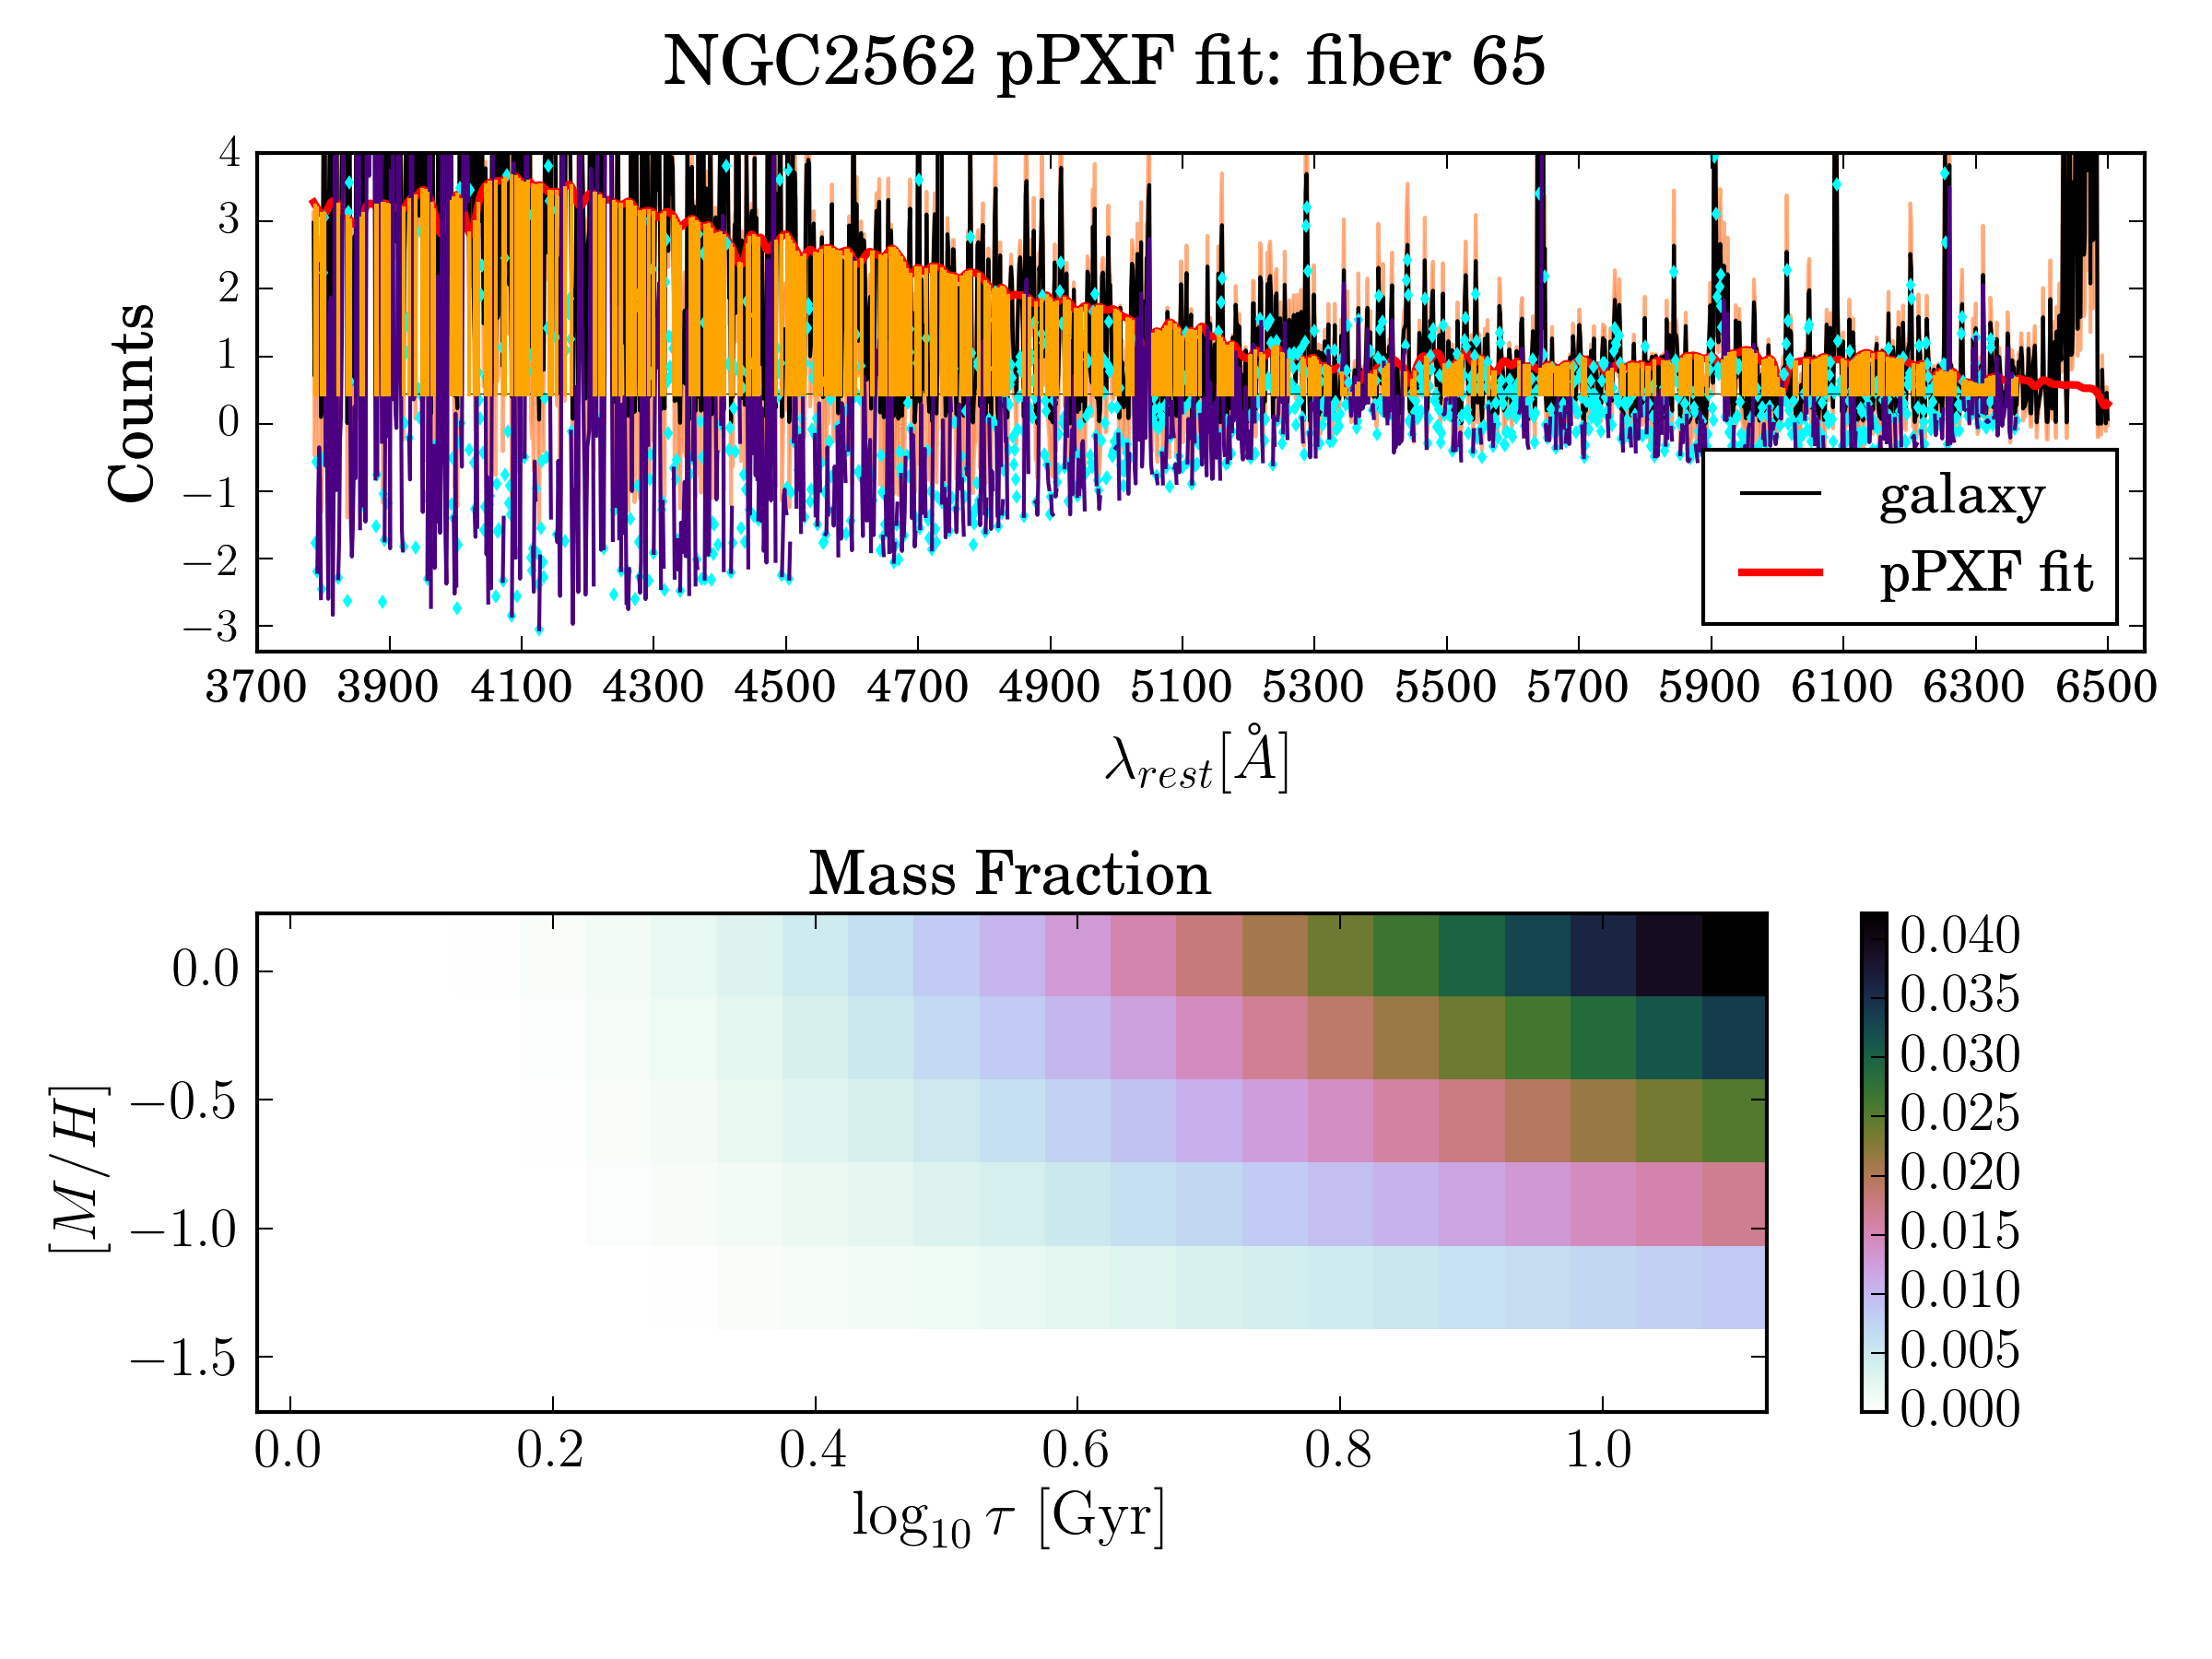 NGC2562 pPXF fit: fiber 65
4
3
2
1
0
−1
−2
−3
Counts
galaxy
pPXF fit
3700 3900 4100 4300 4500 4700 4900 5100 5300 5500 5700 5900 6100 6300 6500
λrest[Å]
Mass Fraction
0.0
−0.5
−1.0
−1.5
[M/H]
0.040
0.035
0.030
0.025
0.020
0.015
0.010
0.005
0.000
0.0 0.2 0.4 0.6 0.8 1.0
log10 τ [Gyr]